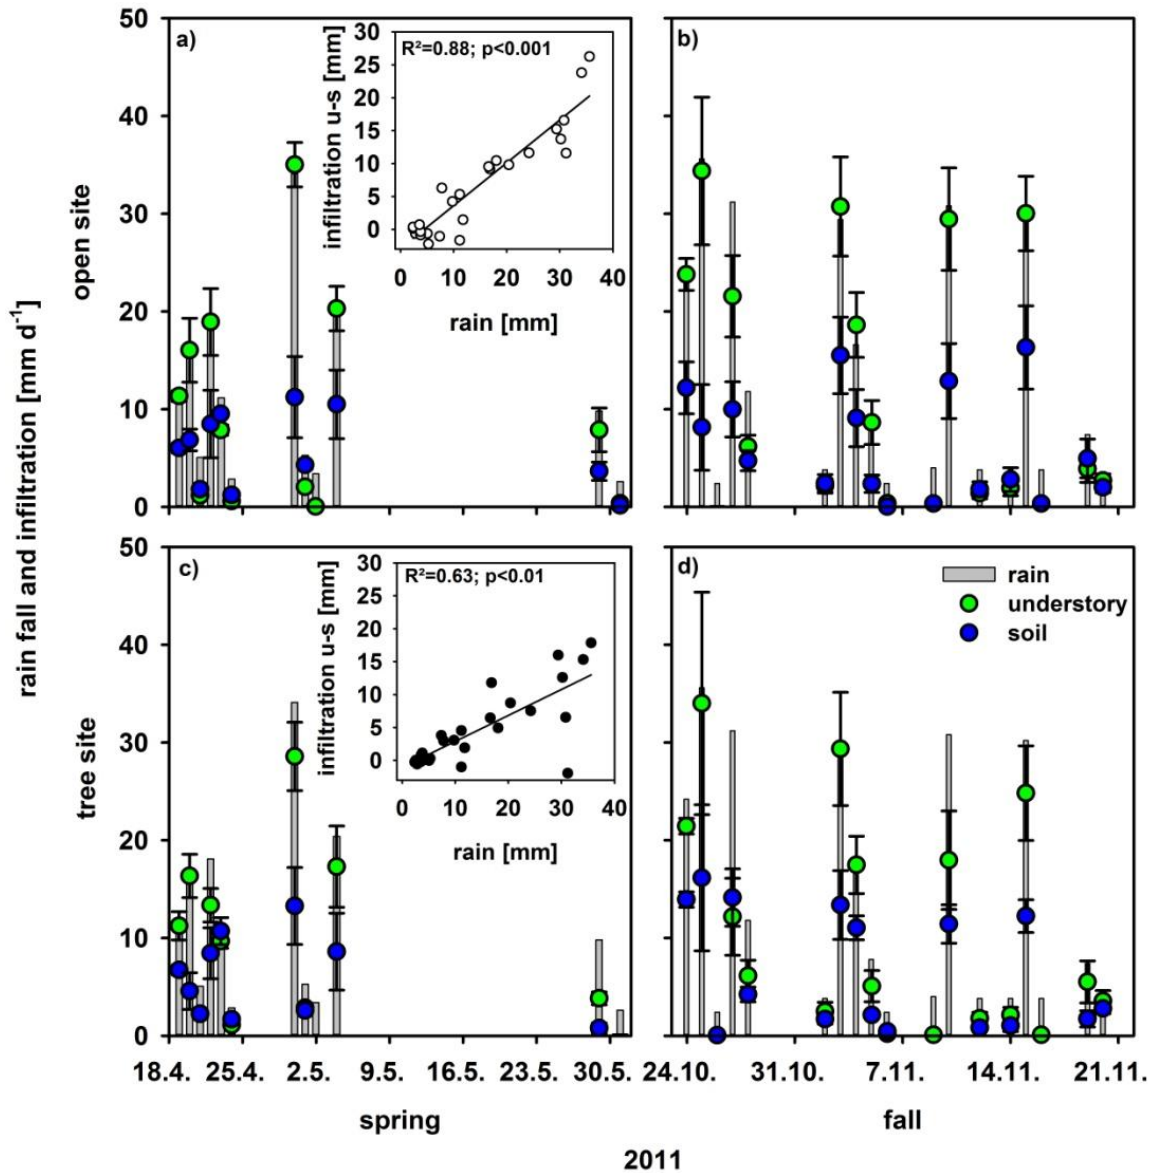 rain fall and infiltration [mm d-1]
open site
50
40
30
20
10
0
a)
infiltration u-s [mm]
30
25
20
15
10
5
0
R²=0.88; p<0.001
0 10 20 30 40
rain [mm]
b)
tree site
50
40
30
20
10
0
c)
infiltration u-s [mm]
30
25
20
15
10
5
0
R²=0.63; p<0.01
0 10 20 30 40
rain [mm]
d)
rain
understory
soil
18.4. 25.4. 2.5. 9.5. 16.5. 23.5. 30.5.
24.10. 31.10. 7.11. 14.11. 21.11.
spring
fall
2011